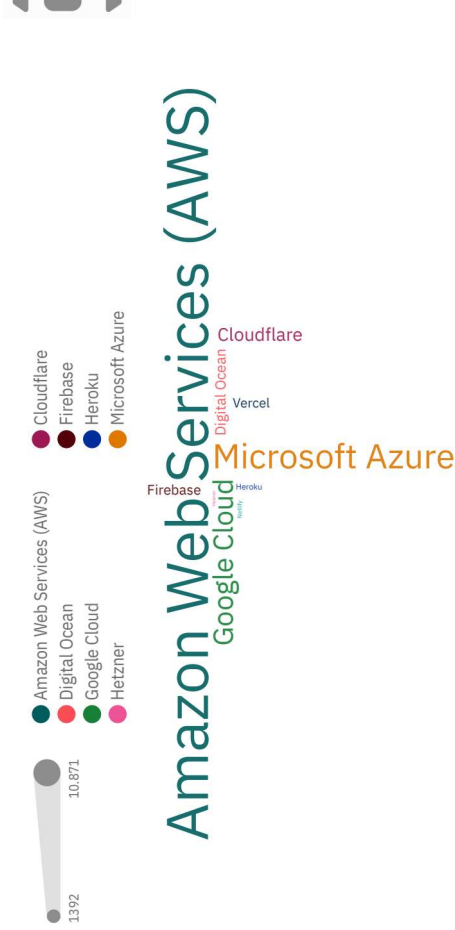 1392
10.871
Amazon Web Services (AWS)
Digital Ocean
Google Cloud
Hetzner
Cloudflare
Firebase
Heroku
Microsoft Azure
Amazon Web Services (AWS)
Firebase
Google Cloud
Heroku
Netlify
Microsoft Azure
Digital Ocean
Vercel
Cloudflare